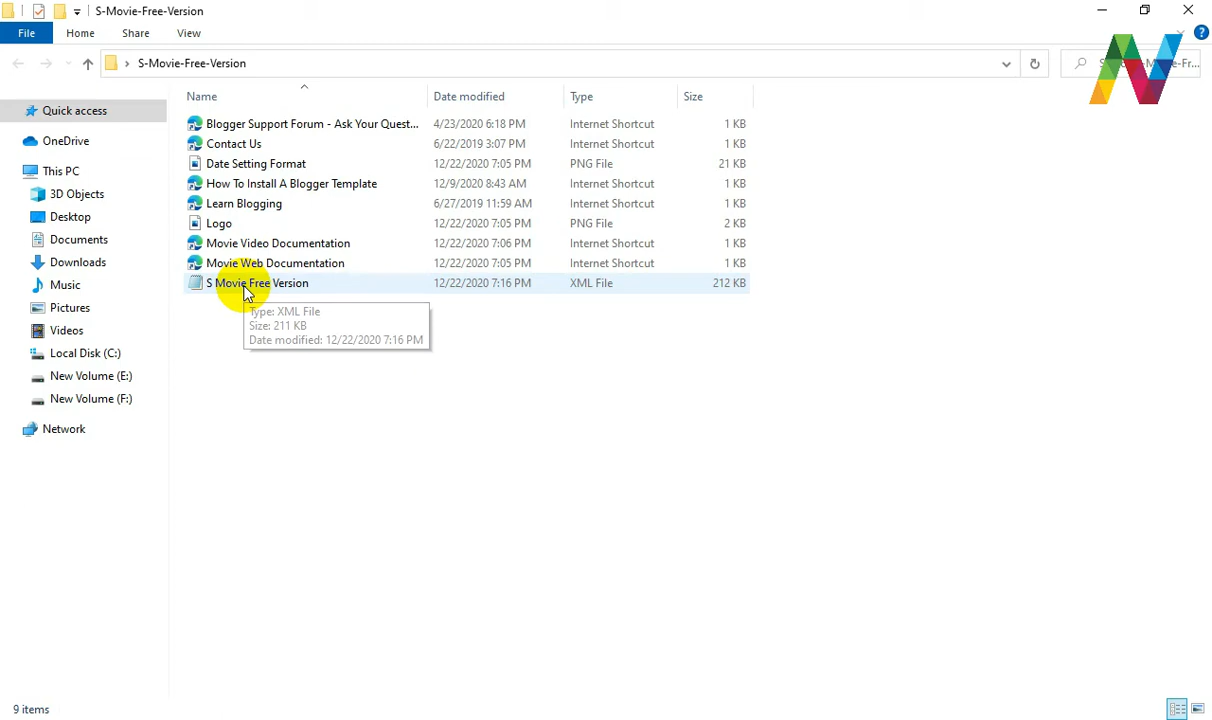 S-Movie-Free-Version
File Home Share View
S-Movie-Free-Version
Name Date modified Type Size
Quick access
OneDrive
This PC
3D Objects
Desktop
Documents
Downloads
Music
Pictures
Videos
Local Disk (C:)
New Volume (E:)
New Volume (F:)
Network
Blogger Support Forum - Ask Your Quest... 4/23/2020 6:18 PM Internet Shortcut 1 KB
Contact Us 6/22/2019 3:07 PM Internet Shortcut 1 KB
Date Setting Format 12/22/2020 7:05 PM PNG File 21 KB
How To Install A Blogger Template 12/9/2020 8:43 AM Internet Shortcut 1 KB
Learn Blogging 6/27/2019 11:59 AM Internet Shortcut 1 KB
Logo 12/22/2020 7:05 PM PNG File 2 KB
Movie Video Documentation 12/22/2020 7:06 PM Internet Shortcut 1 KB
Movie Web Documentation 12/22/2020 7:05 PM Internet Shortcut 1 KB
S Movie Free Version 12/22/2020 7:16 PM XML File 212 KB
Type: XML File
Size: 211 KB
Date modified: 12/22/2020 7:16 PM
9 items